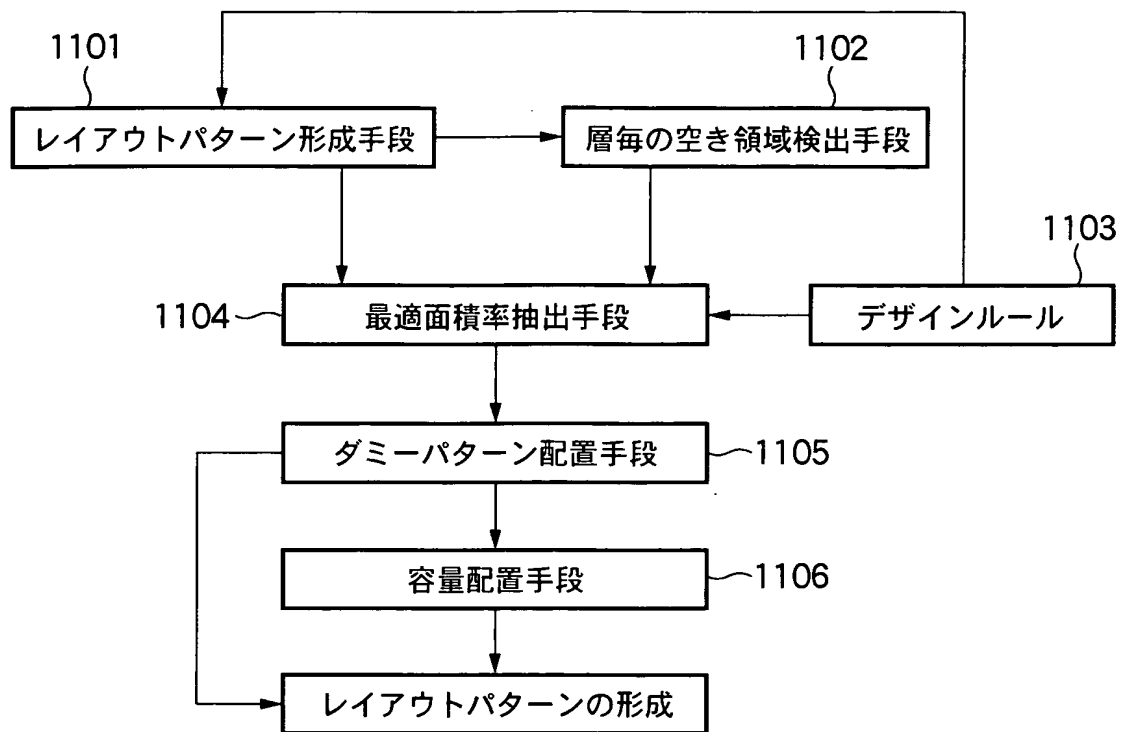 1101
1102
レイアウトパターン形成手段
層毎の空き領域検出手段
1103
1104
最適面積率抽出手段
デザインルール
ダミーパターン配置手段
1105
容量配置手段
1106
レイアウトパターンの形成